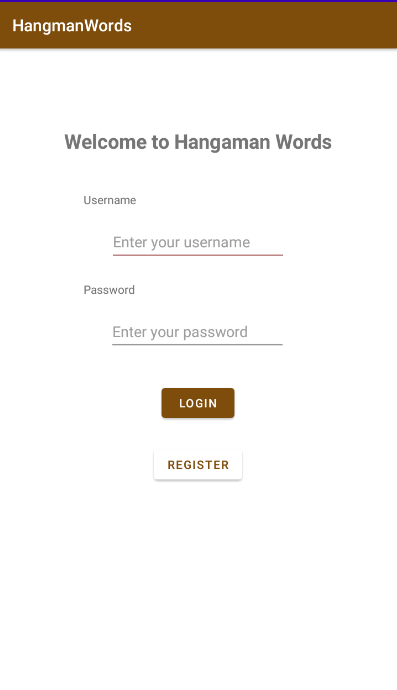 HangmanWords
Welcome to Hangaman Words
Username
Enter your username
Password
Enter your password
LOGIN
REGISTER